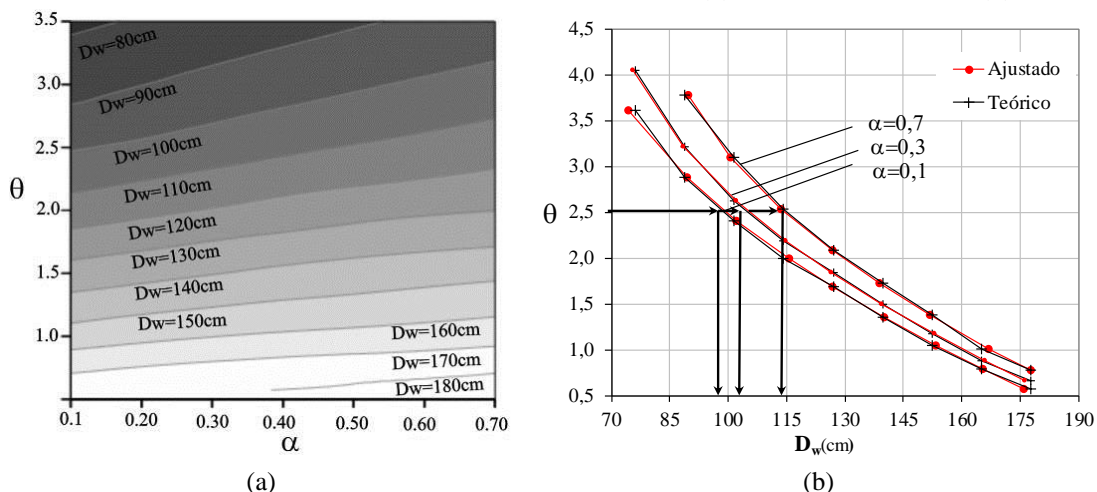 3.5
3.0
2.5
2.0
1.5
1.0
θ
Dw=80cm
Dw=90cm
Dw=100cm
Dw=110cm
Dw=120cm
Dw=130cm
Dw=140cm
Dw=150cm
Dw=160cm
Dw=170cm
Dw=180cm
0.1 0.20 0.30 0.40 0.50 0.60 0.70
α
(a)
4,5
4,0
3,5
3,0
2,5
2,0
1,5
1,0
0,5
θ
Ajustado
Teórico
α=0,7
α=0,3
α=0,1
70 85 100 115 130 145 160 175 190
Dw(cm)
(b)